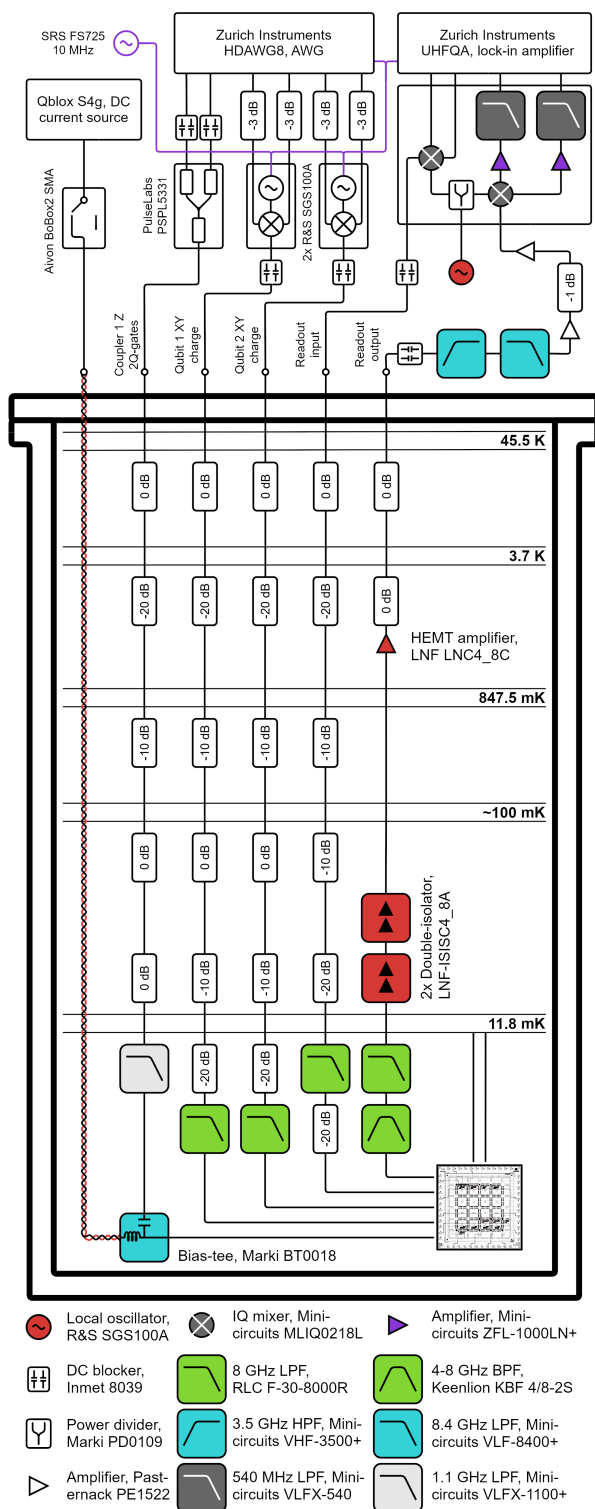 SRS FS725
10 MHz
Zurich Instruments
HDAWG8, AWG
Zurich Instruments
UHFQA, lock-in amplifier
Qblox S4g, DC
current source
-3 dB
-3 dB
-3 dB
-3 dB
Aivon BoBox2 SMA
PulseLabs
PSPL5331
2x R&S SGS100A
-1 dB
Coupler 1 Z
2Q-gates
Qubit 1 XY
charge
Qubit 2 XY
charge
Readout
input
Readout
output
45.5 K
0 dB
0 dB
0 dB
0 dB
0 dB
3.7 K
-20 dB
-20 dB
-20 dB
-20 dB
0 dB
HEMT amplifier,
LNF LNC4_8C
847.5 mK
-10 dB
-10 dB
-10 dB
-10 dB
~100 mK
0 dB
0 dB
0 dB
-10 dB
2x Double-isolator,
LNF-ISISC4_8A
0 dB
-10 dB
-10 dB
-20 dB
11.8 mK
-20 dB
-20 dB
-20 dB
Bias-tee, Marki BT0018
Local oscillator,
R&S SGS100A
IQ mixer, Mini-
circuits MLIQ0218L
Amplifier, Mini-
circuits ZFL-1000LN+
DC blocker,
Inmet 8039
8 GHz LPF,
RLC F-30-8000R
4-8 GHz BPF,
Keenlion KBF 4/8-2S
Power divider,
Marki PD0109
3.5 GHz HPF, Mini-
circuits VHF-3500+
8.4 GHz LPF, Mini-
circuits VLF-8400+
Amplifier, Past-
ernack PE1522
540 MHz LPF, Mini-
circuits VLFX-540
1.1 GHz LPF, Mini-
circuits VLFX-1100+